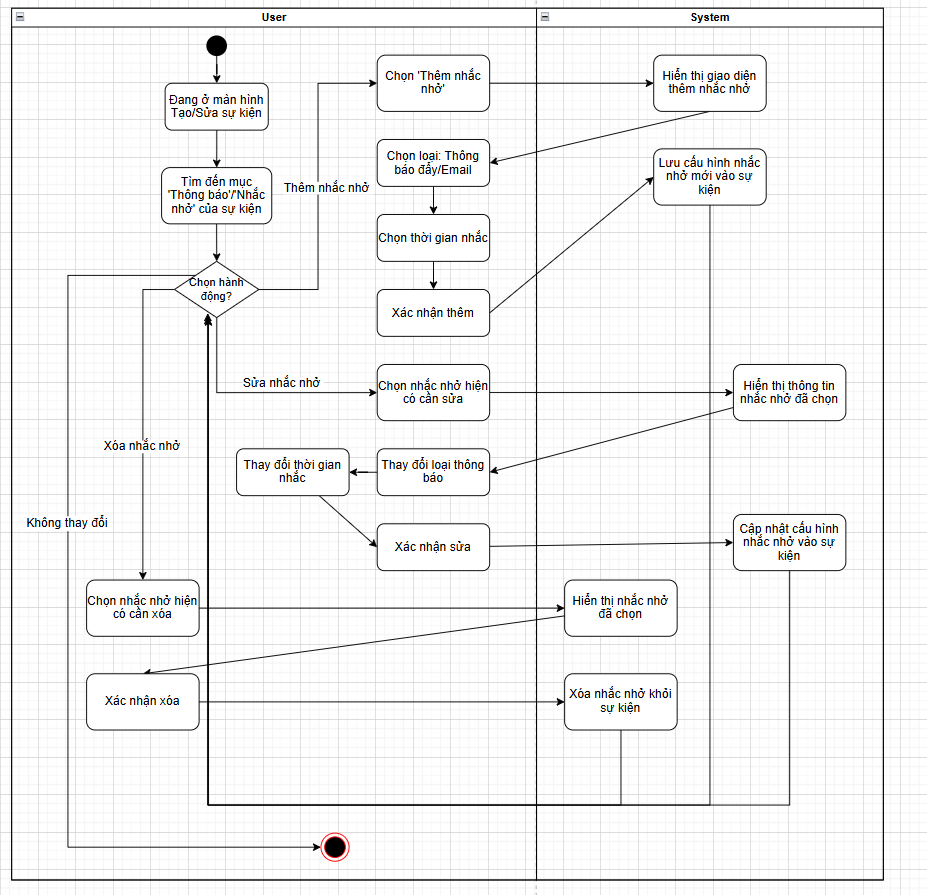 User
System
Đang ở màn hình
Tạo/Sửa sự kiện
Tìm đến mục
'Thông báo'/'Nhắc
nhở' của sự kiện
Chọn hành
động?
Thêm nhắc nhở
Chọn 'Thêm nhắc
nhở'
Hiển thị giao diện
thêm nhắc nhở
Chọn loại: Thông
báo đẩy/Email
Chọn thời gian nhắc
Xác nhận thêm
Lưu cấu hình nhắc
nhở mới vào sự
kiện
Sửa nhắc nhở
Chọn nhắc nhở hiện
có cần sửa
Hiển thị thông tin
nhắc nhở đã chọn
Thay đổi loại thông
báo
Thay đổi thời gian
nhắc
Xác nhận sửa
Cập nhật cấu hình
nhắc nhở vào sự
kiện
Xóa nhắc nhở
Không thay đổi
Chọn nhắc nhở hiện
có cần xóa
Hiển thị nhắc nhở
đã chọn
Xác nhận xóa
Xóa nhắc nhở khỏi
sự kiện